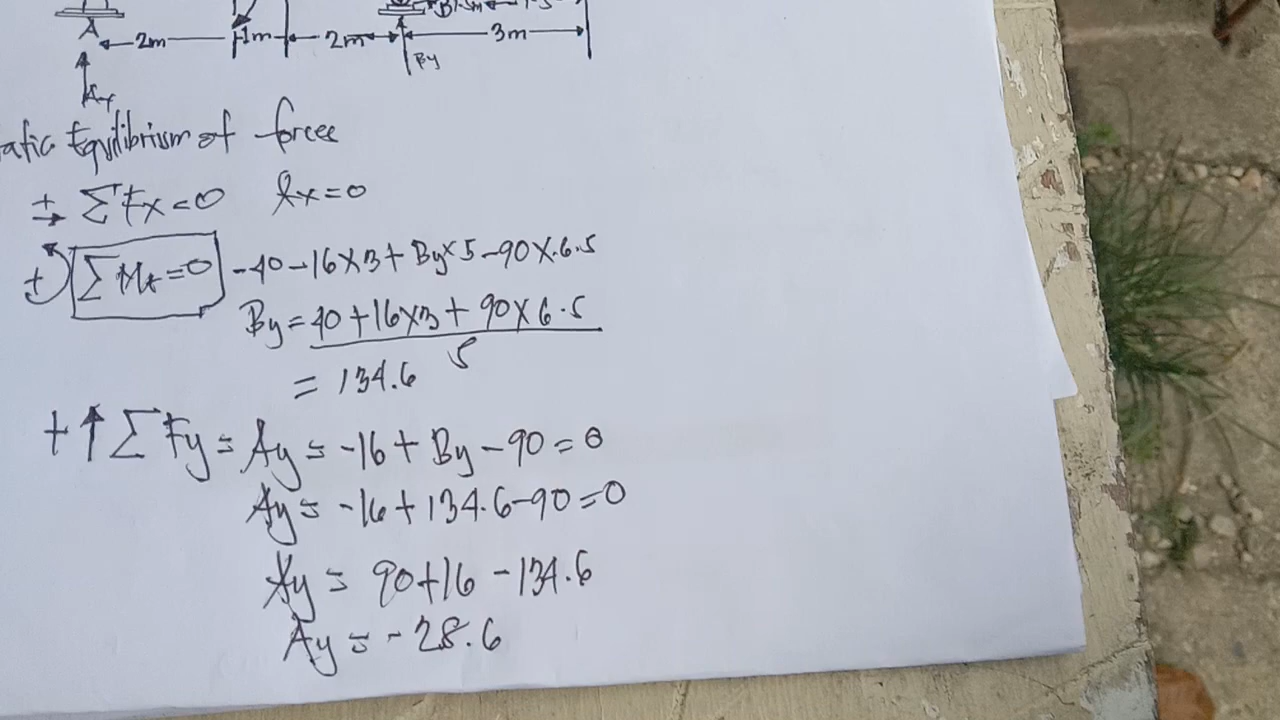 A
2m
1m
2m
3m
Ay
By
atic Equilibrium of forces
+ ΣFx=0 Ax=0
+ ΣMA=0 -40-16×3+By×5-90×6.5
By=40+16×3+90×6.5
5
= 134.6
+↑ΣFy = Ay = -16+By-90=0
Ay = -16+134.6-90=0
Ay = 90+16-134.6
Ay = -28.6